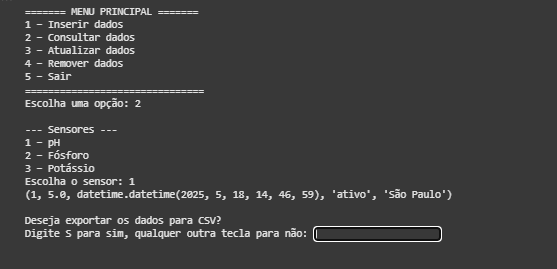 ======= MENU PRINCIPAL =======
1 - Inserir dados
2 - Consultar dados
3 - Atualizar dados
4 - Remover dados
5 - Sair
==============================
Escolha uma opção: 2
--- Sensores ---
1 - pH
2 - Fósforo
3 - Potássio
Escolha o sensor: 1
(1, 5.0, datetime.datetime(2025, 5, 18, 14, 46, 59), 'ativo', 'São Paulo')
Deseja exportar os dados para CSV?
Digite S para sim, qualquer outra tecla para não: